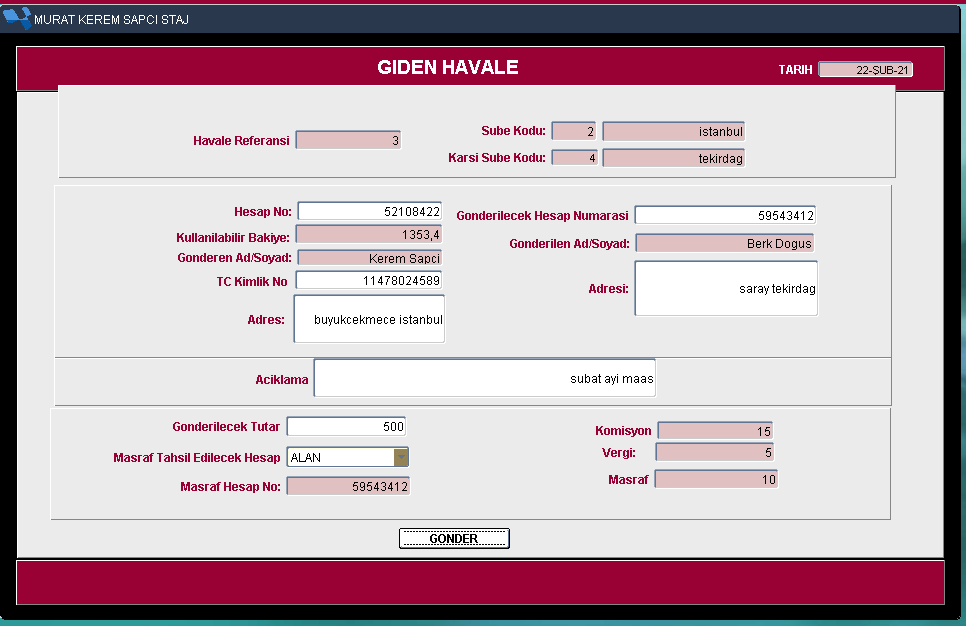 MURAT KEREM SAPCI STAJ
GIDEN HAVALE
TARIH 22-SUB-21
Sube Kodu: 2 istanbul
Havale Referansi 3
Karsi Sube Kodu: 4 tekirdag
Hesap No: 52108422
Gonderilecek Hesap Numarasi 59543412
Kullanilabilir Bakiye: 1353,4
Gonderilen Ad/Soyad: Berk Dogus
Gonderen Ad/Soyad: Kerem Sapci
TC Kimlik No 11478024589
Adresi: saray tekirdag
Adres: buyukcekmece istanbul
Aciklama subat ayi maas
Gonderilecek Tutar 500
Komisyon 15
Vergi: 5
Masraf Tahsil Edilecek Hesap ALAN
Masraf 10
Masraf Hesap No: 59543412
GONDER